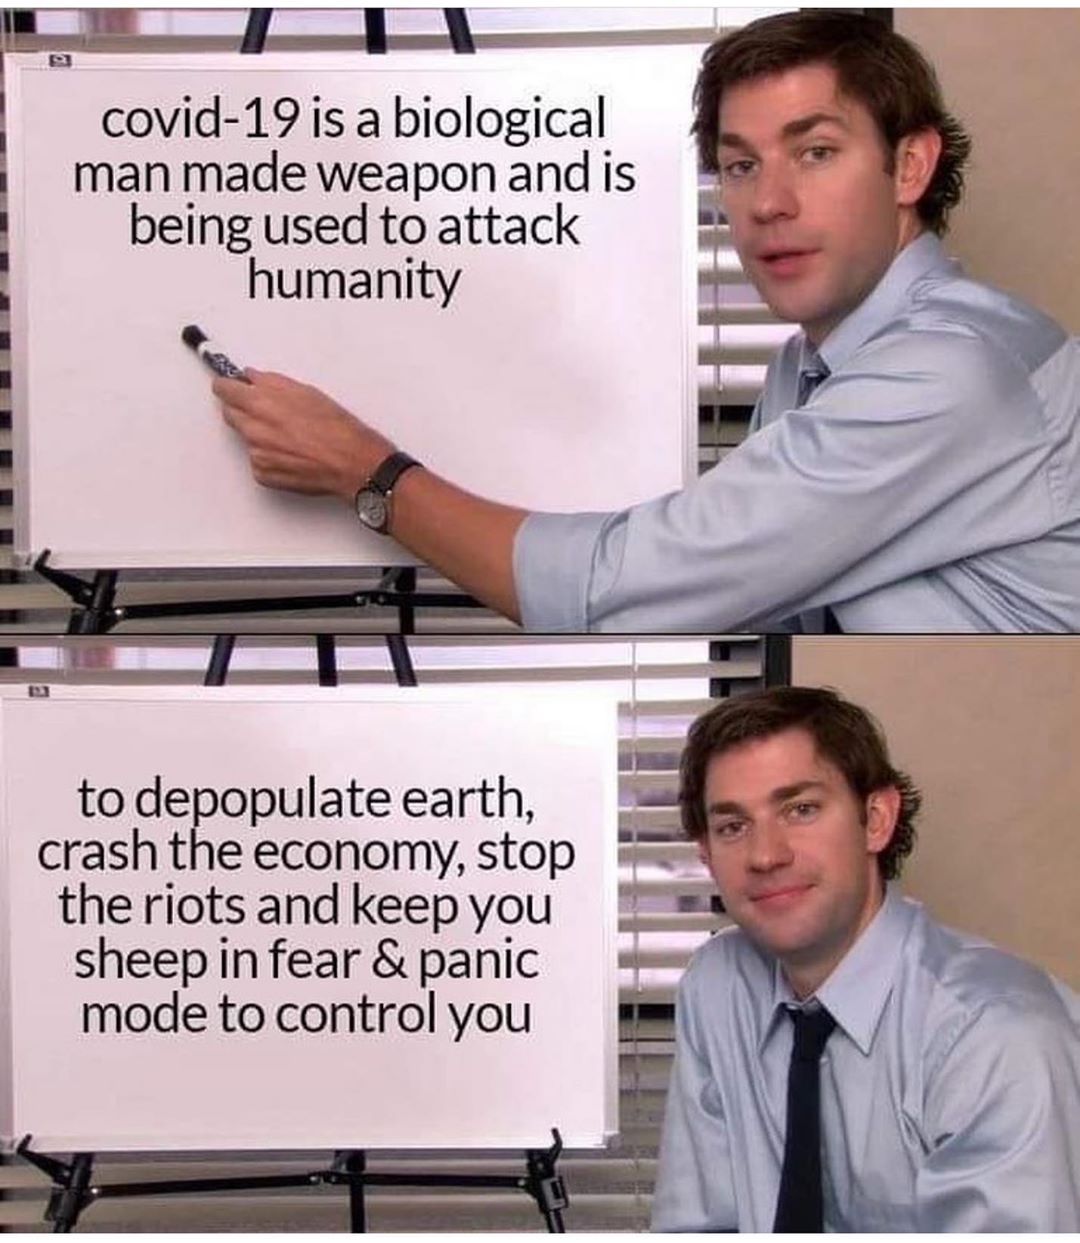 covid-19 is a biological
man made weapon and is
being used to attack
humanity
to depopulate earth,
crash the economy, stop
the riots and keep you
sheep in fear & panic
mode to control you